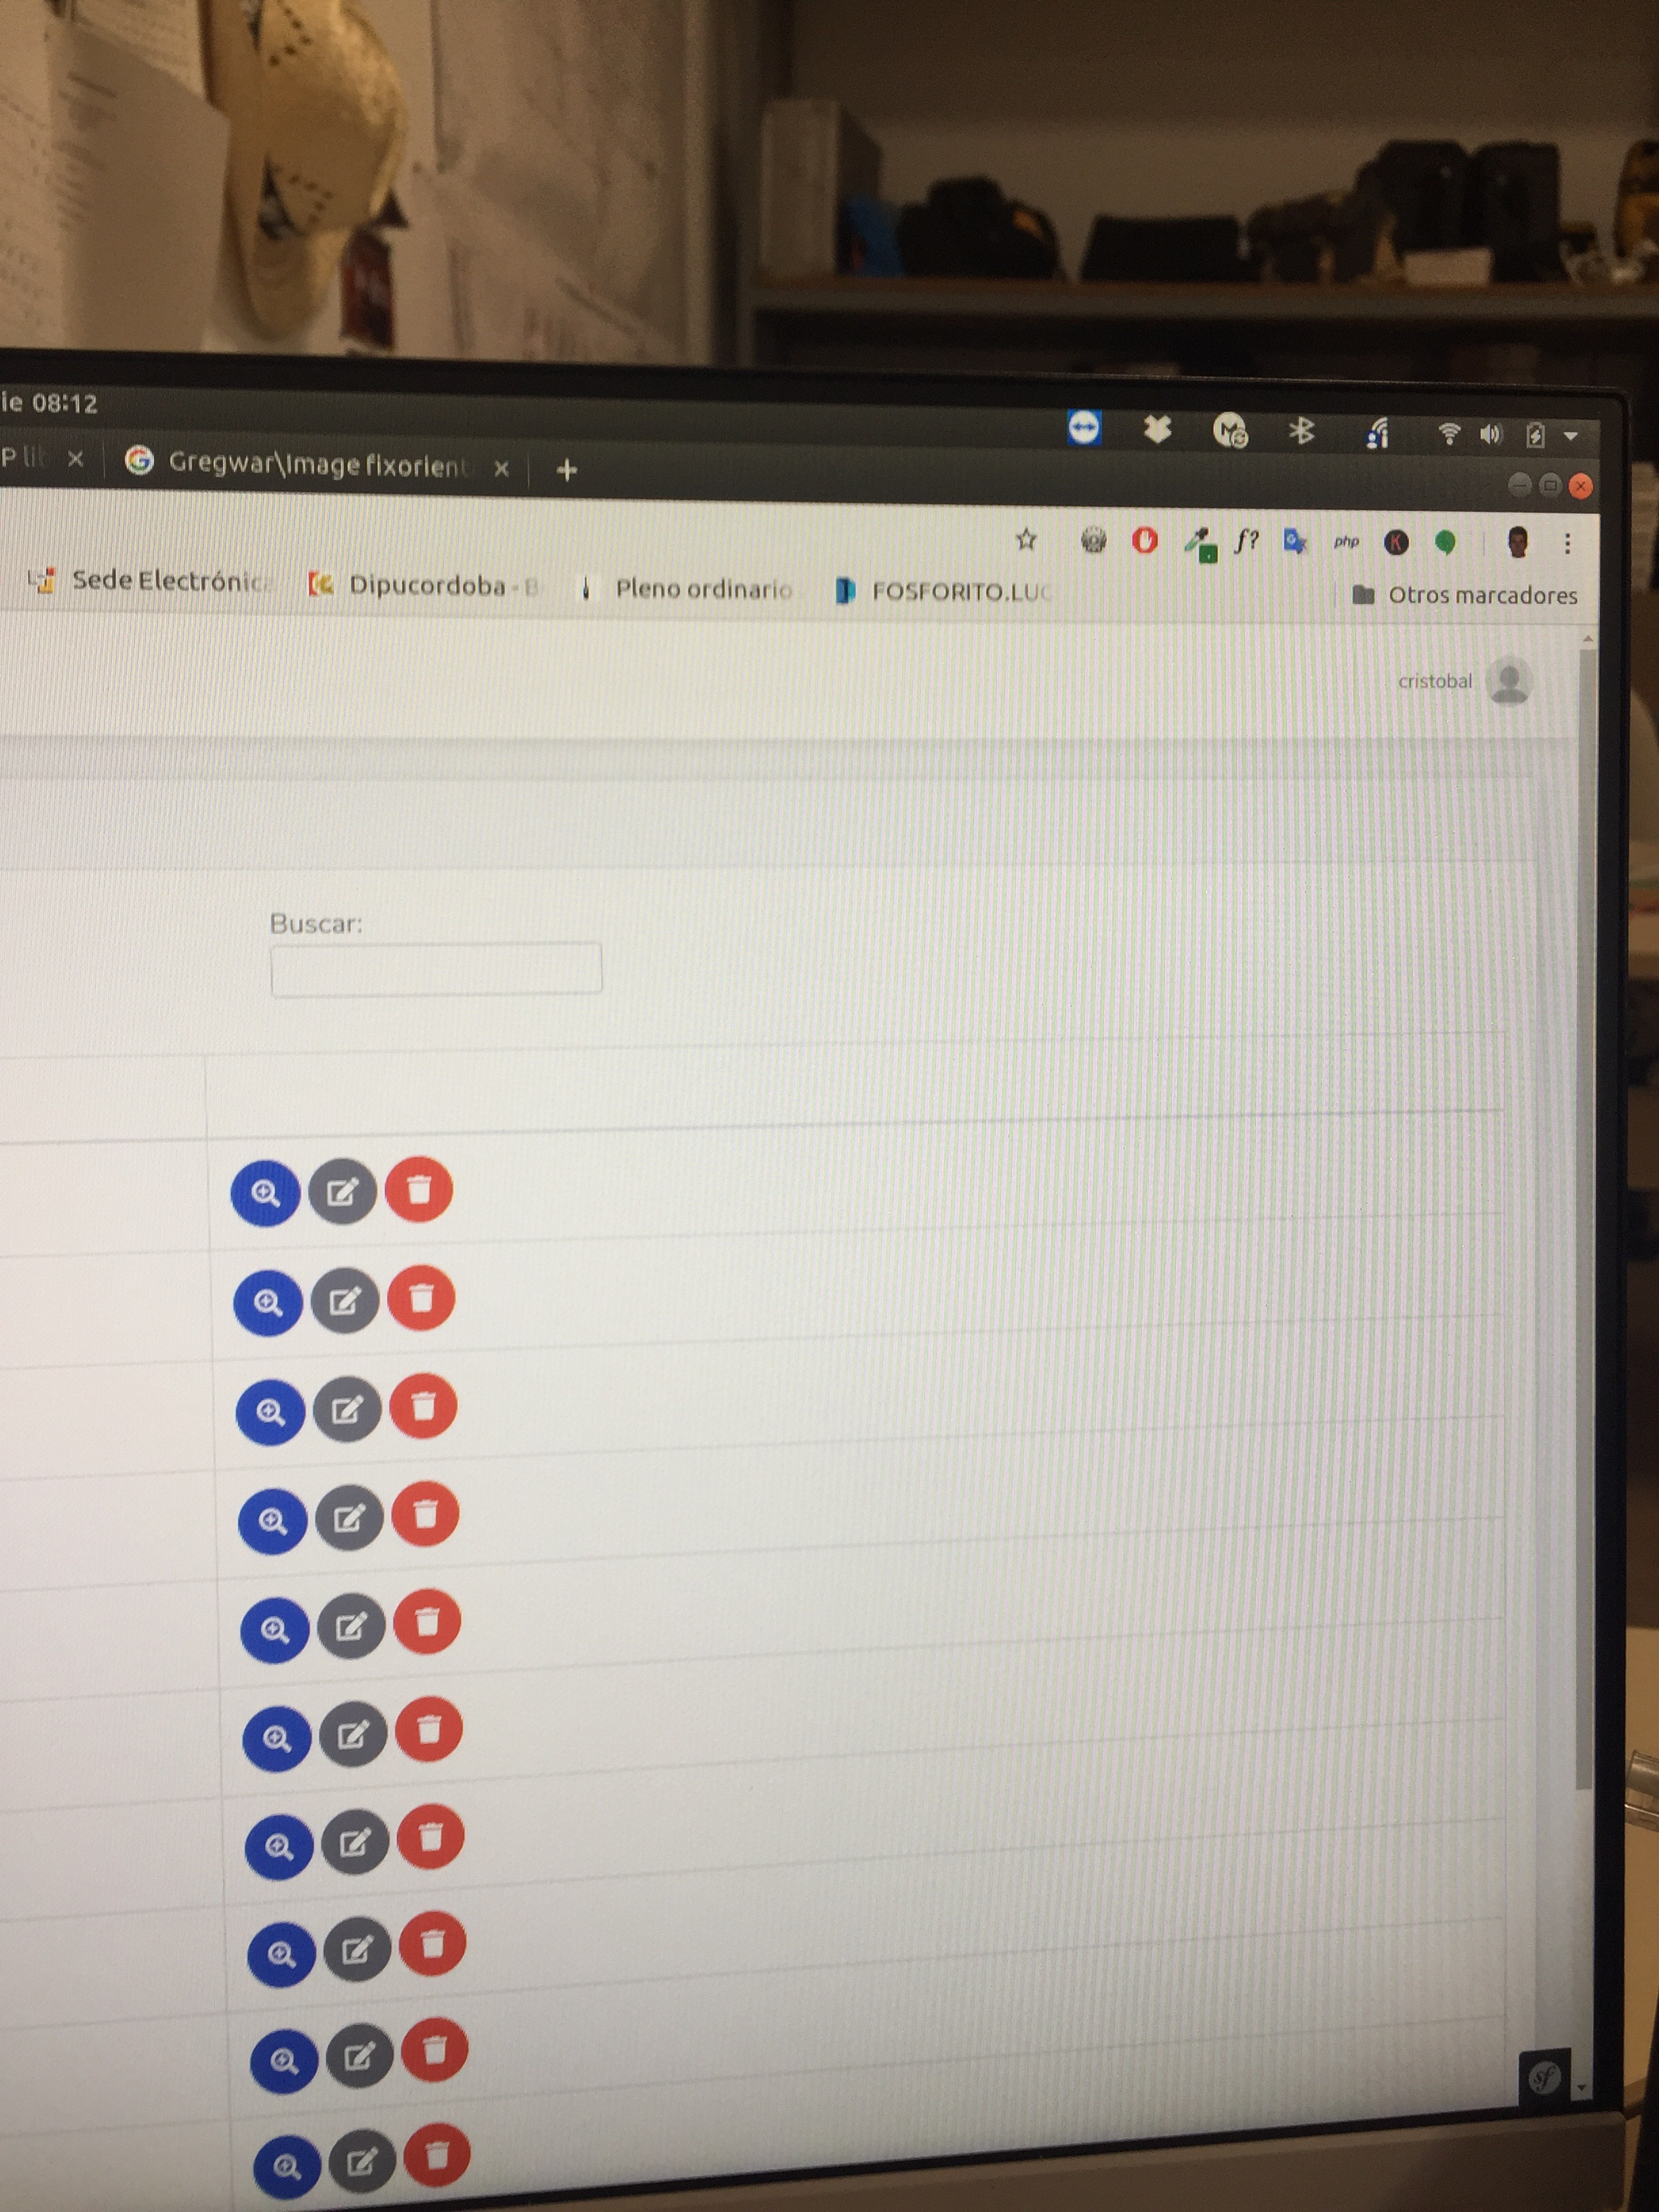 ie 08:12
P lib
Gregwar\Image fixorient
f?
php
K
Sede Electrónica
Dipucordoba - B
Pleno ordinario
FOSFORITO.LUC
Otros marcadores
cristobal
Buscar:
sf